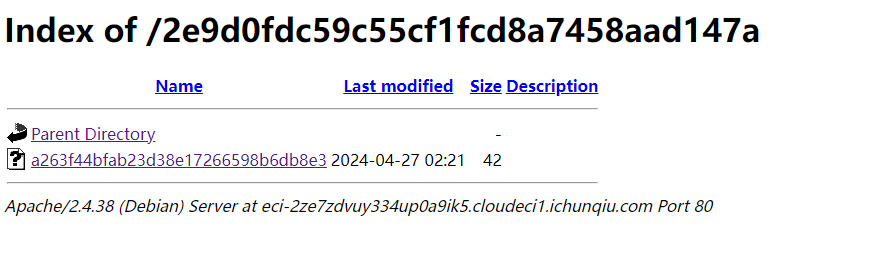 Index of /2e9d0fdc59c55cf1fcd8a7458aad147a
Name Last modified Size Description
Parent Directory -
a263f44bfab23d38e17266598b6db8e3 2024-04-27 02:21 42
Apache/2.4.38 (Debian) Server at eci-2ze7zdvuy334up0a9ik5.cloudeci1.ichunqiu.com Port 80